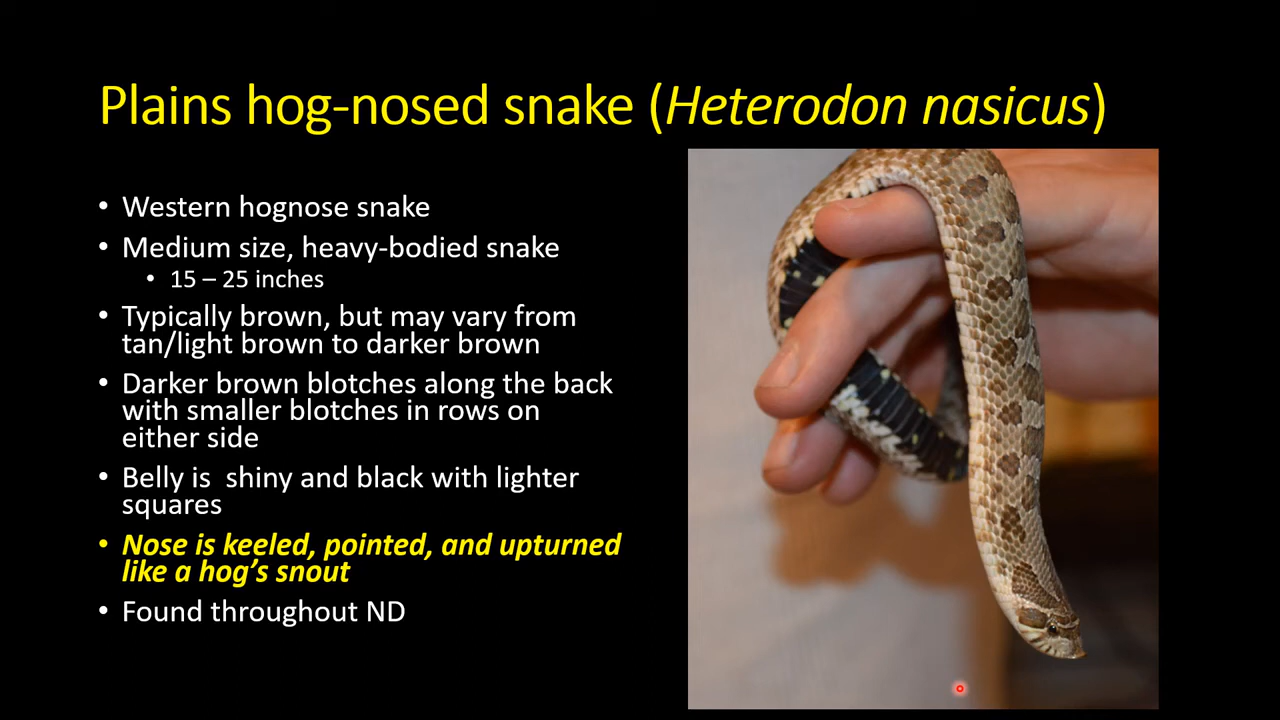 Plains hog-nosed snake (Heterodon nasicus)
• Western hognose snake
• Medium size, heavy-bodied snake
• 15 – 25 inches
• Typically brown, but may vary from
tan/light brown to darker brown
• Darker brown blotches along the back
with smaller blotches in rows on
either side
• Belly is  shiny and black with lighter
squares
• Nose is keeled, pointed, and upturned
like a hog’s snout
• Found throughout ND